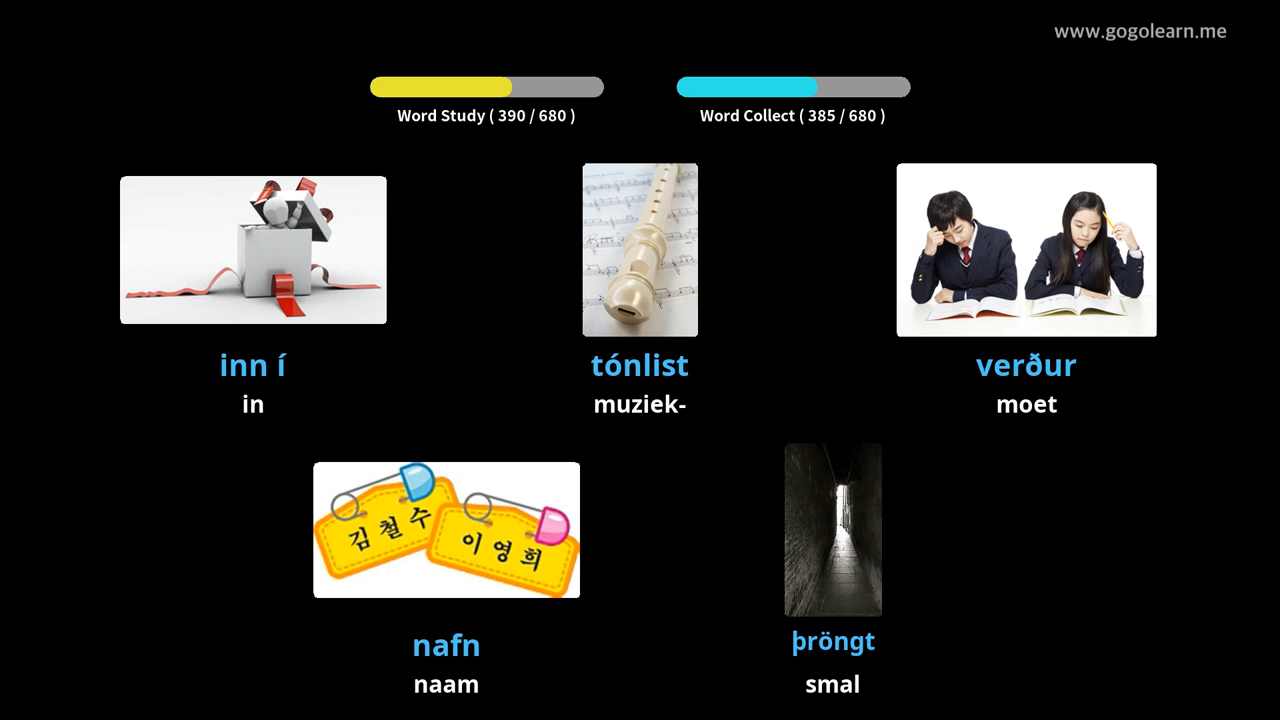 www.gogolearn.me
Word Study ( 390 / 680 )
Word Collect ( 385 / 680 )
inn í
in
tónlist
muziek-
verður
moet
김철수
이영희
nafn
naam
þröngt
smal